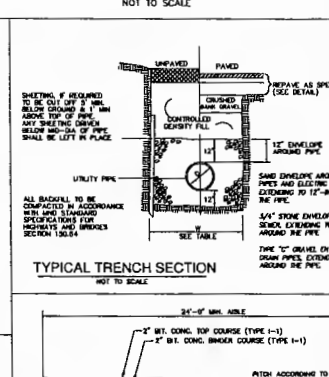 NOT TO SCALE
UNPAVED
PAVED
SHEETING, IF REQUIRED
TO BE CUT OFF 5' MIN.
BELOW GROUND & 1' MIN.
ABOVE TOP OF PIPE.
ANY SHEETING DRIVEN
BELOW MID-DIA OF PIPE
SHALL BE LEFT IN PLACE
REPAVE AS SPE
(SEE DETAIL)
CRUSHED
BANK GRAVEL
CONTROLLED
DENSITY FILL
12"
12" ENVELOPE
AROUND PIPE
UTILITY PIPE
12"
SAND ENVELOPE ARO
PIPES AND ELECTRIC
EXTENDING TO 12"
THE PIPE.
ALL BACKFILL TO BE
COMPACTED IN ACCORDANCE
WITH STANDARD
SPECIFICATIONS FOR
HIGHWAYS AND BRIDGES
SECTION 150.64
3/4" STONE ENVELO
SEWER, EXTENDING
AROUND THE PIPE
W
SEE TABLE
TYPE "C" GRAVEL EN
DRAIN PIPES, EXTEND
AROUND THE PIPE.
TYPICAL TRENCH SECTION
NOT TO SCALE
24'-0" MIN. AISLE
2" BIT. CONC. TOP COURSE (TYPE I-1)
2" BIT. CONC. BINDER COURSE (TYPE I-1)
PITCH ACCORDING TO